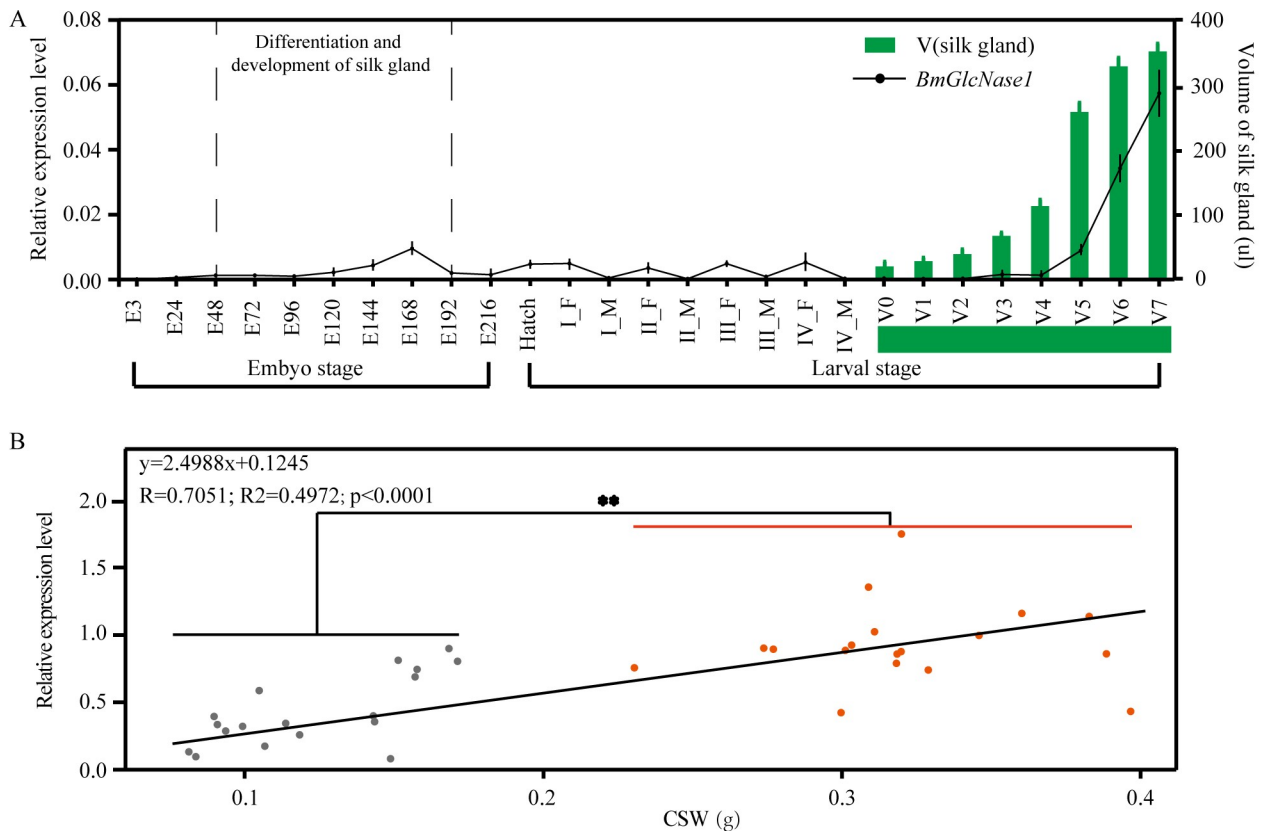 A
0.08
0.06
0.04
0.02
0.00
Relative expression level
Differentiation and
development of silk gland
V(silk gland)
BmGlcNase1
400
300
200
100
0
Volume of silk gland (ul)
E3
E24
E48
E72
E96
E120
E144
E168
E192
E216
Hatch
I_F
I_M
II_F
II_M
III_F
III_M
IV_F
IV_M
V0
V1
V2
V3
V4
V5
V6
V7
Embyo stage
Larval stage
B
y=2.4988x+0.1245
R=0.7051; R2=0.4972; p<0.0001
**
2.0
1.5
1.0
0.5
0.0
Relative expression level
0.1
0.2
0.3
0.4
CSW (g)